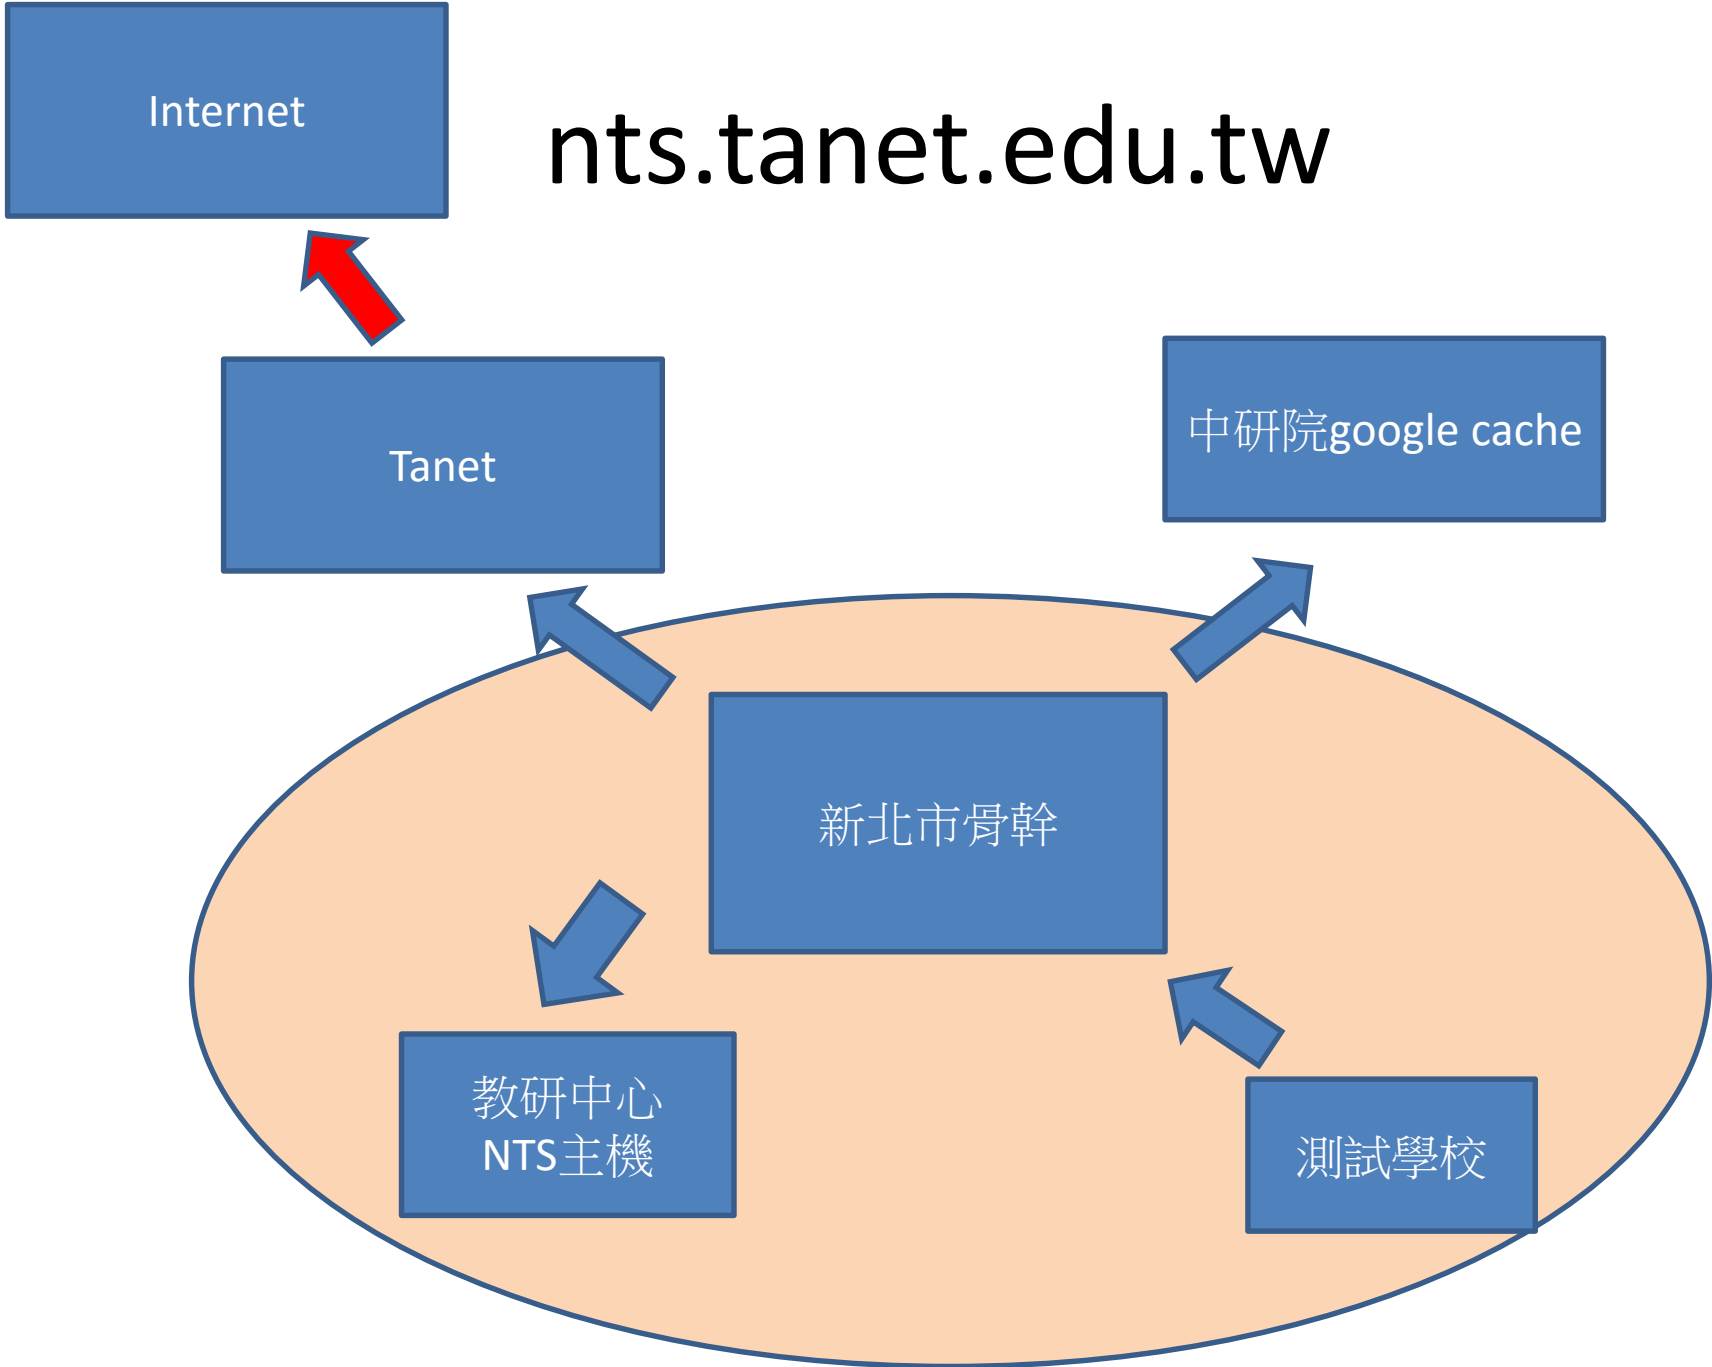 Internet
nts.tanet.edu.tw
Tanet
中研院google cache
新北市骨幹
教研中心
NTS主機
測試學校